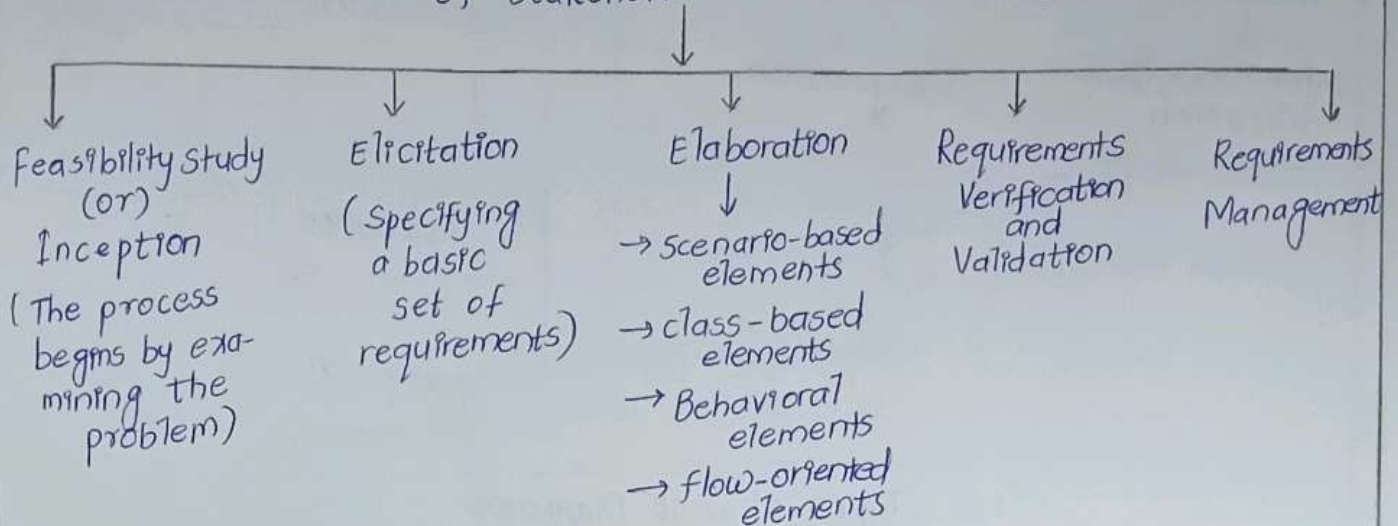 Feasibility Study
(or)
Inception
(The process
begins by exa-
mining the
problem)
Elicitation
(Specifying
a basic
set of
requirements)
Elaboration
→ Scenario-based
elements
→ class-based
elements
→ Behavioral
elements
→ flow-oriented
elements
Requirements
Verification
and
Validation
Requirements
Management